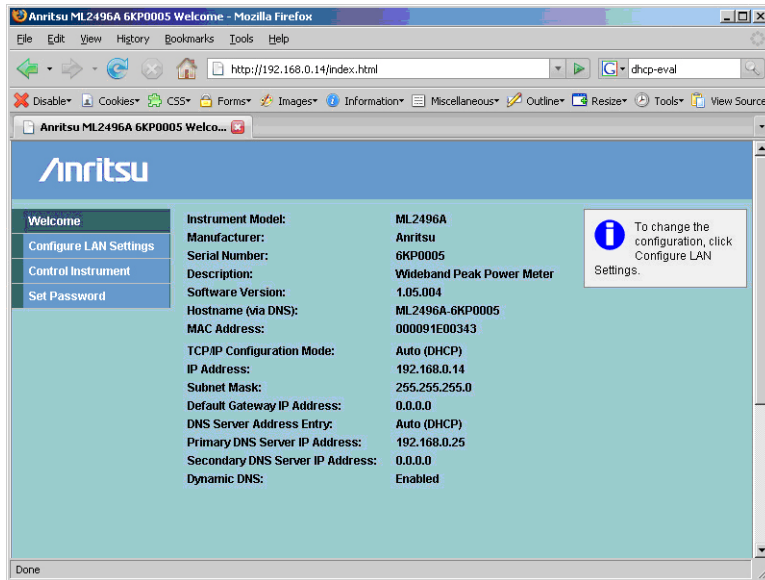 Anritsu ML2496A 6KP0005 Welcome - Mozilla Firefox
File Edit View History Bookmarks Tools Help
http://192.168.0.14/index.html
G dhcp-eval
Disable Cookies CSS Forms Images Information Miscellaneous Outline Resize Tools View Source
Anritsu ML2496A 6KP0005 Welco...
Anritsu
Welcome
Configure LAN Settings
Control Instrument
Set Password
Instrument Model: ML2496A
Manufacturer: Anritsu
Serial Number: 6KP0005
Description: Wideband Peak Power Meter
Software Version: 1.05.004
Hostname (via DNS): ML2496A-6KP0005
MAC Address: 000091E00343
TCP/IP Configuration Mode: Auto (DHCP)
IP Address: 192.168.0.14
Subnet Mask: 255.255.255.0
Default Gateway IP Address: 0.0.0.0
DNS Server Address Entry: Auto (DHCP)
Primary DNS Server IP Address: 192.168.0.25
Secondary DNS Server IP Address: 0.0.0.0
Dynamic DNS: Enabled
To change the
configuration, click
Configure LAN
Settings.
Done